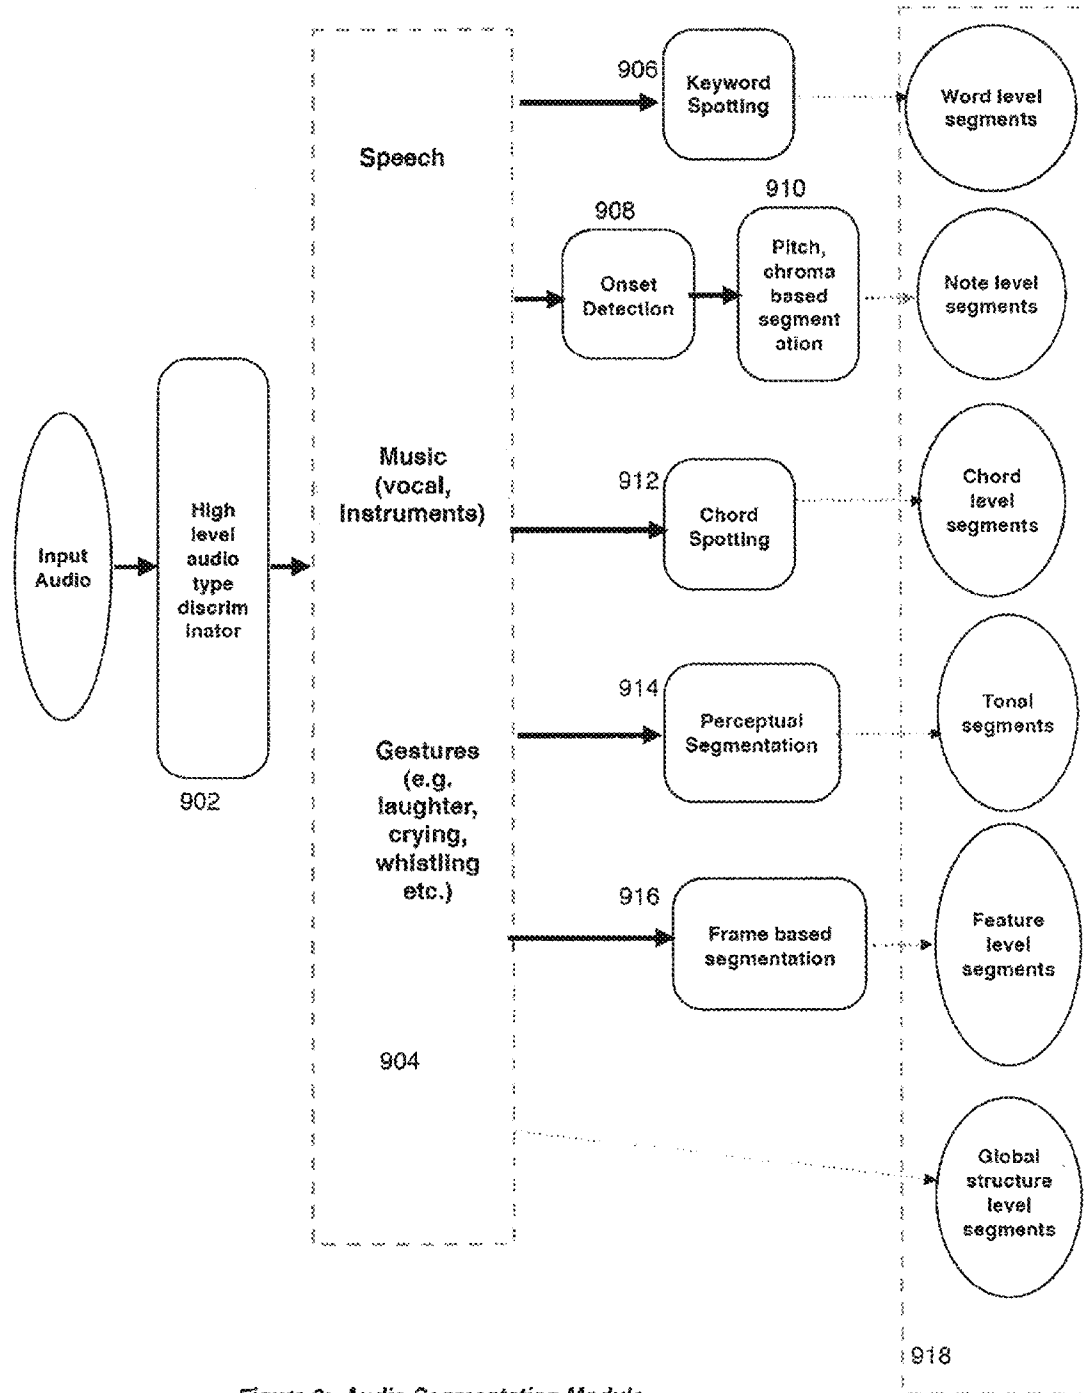 906
Keyword
Spotting
Word level
segments
Speech
910
908
Pitch,
chroma
based
segment
ation
Onset
Detection
Note level
segments
Music
(vocal,
Instruments)
912
Chord
Spotting
Chord
level
segments
High
level
audio
type
discrim
inator
Input
Audio
902
914
Perceptual
Segmentation
Tonal
segments
Gestures
(e.g.
laughter,
crying,
whistling
etc.)
916
Frame based
segmentation
Feature
level
segments
904
Global
structure
level
segments
918
Audio Segmentation Module